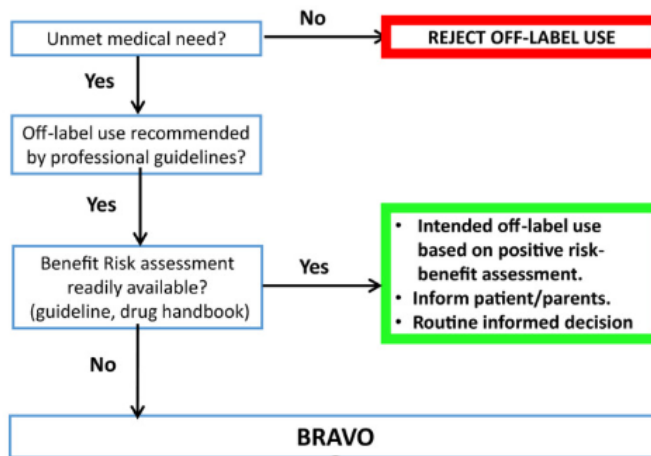 No
Unmet medical need?
REJECT OFF-LABEL USE
Yes
Off-label use recommended
by professional guidelines?
Yes
• Intended off-label use
based on positive risk-
benefit assessment.
• Inform patient/parents.
• Routine informed decision
Benefit Risk assessment
readily available?
(guideline, drug handbook)
Yes
No
BRAVO